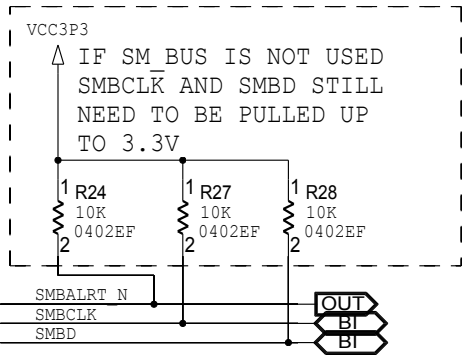 VCC3P3
IF SM_BUS IS NOT USED
SMBCLK AND SMBD STILL
NEED TO BE PULLED UP
TO 3.3V
1 R24
10K
0402EF
2
1 R27
10K
0402EF
2
1 R28
10K
0402EF
2
SMBALRT_N
OUT
SMBCLK
BI
SMBD
BI